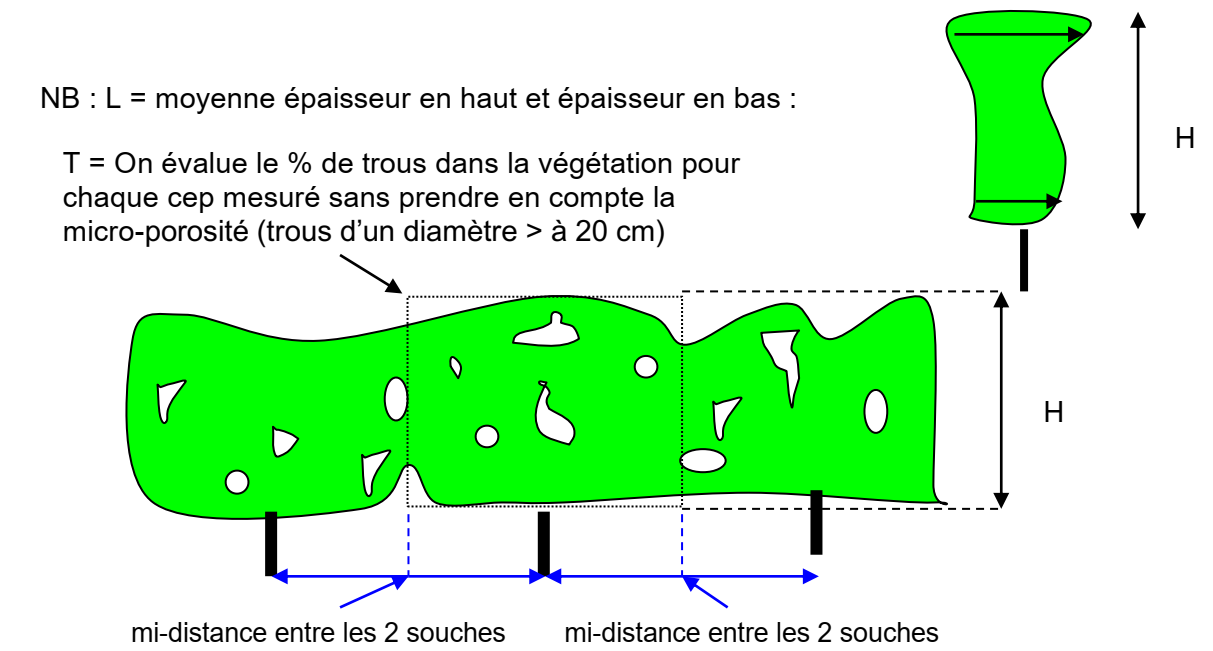 NB : L = moyenne épaisseur en haut et épaisseur en bas :
H
T = On évalue le % de trous dans la végétation pour
chaque cep mesuré sans prendre en compte la
micro-porosité (trous d'un diamètre > à 20 cm)
H
mi-distance entre les 2 souches
mi-distance entre les 2 souches